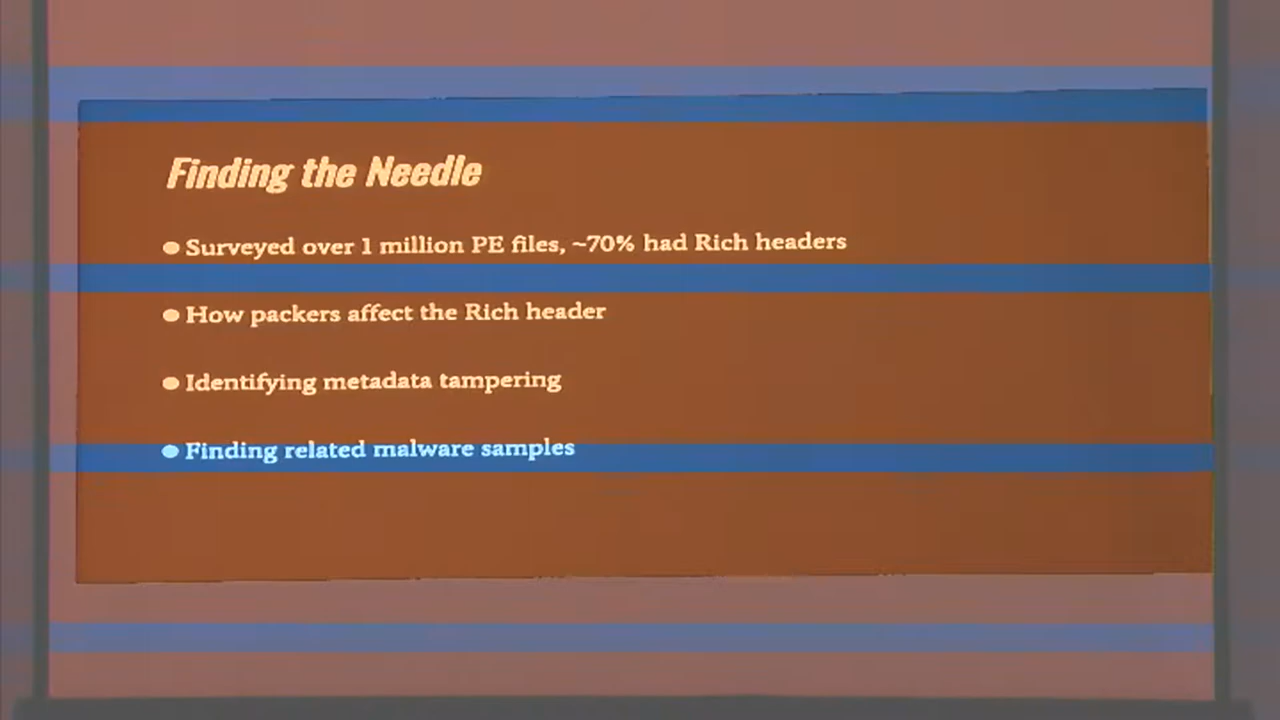 Finding the Needle
● Surveyed over 1 million PE files, ~70% had Rich headers
● How packers affect the Rich header
● Identifying metadata tampering
● Finding related malware samples